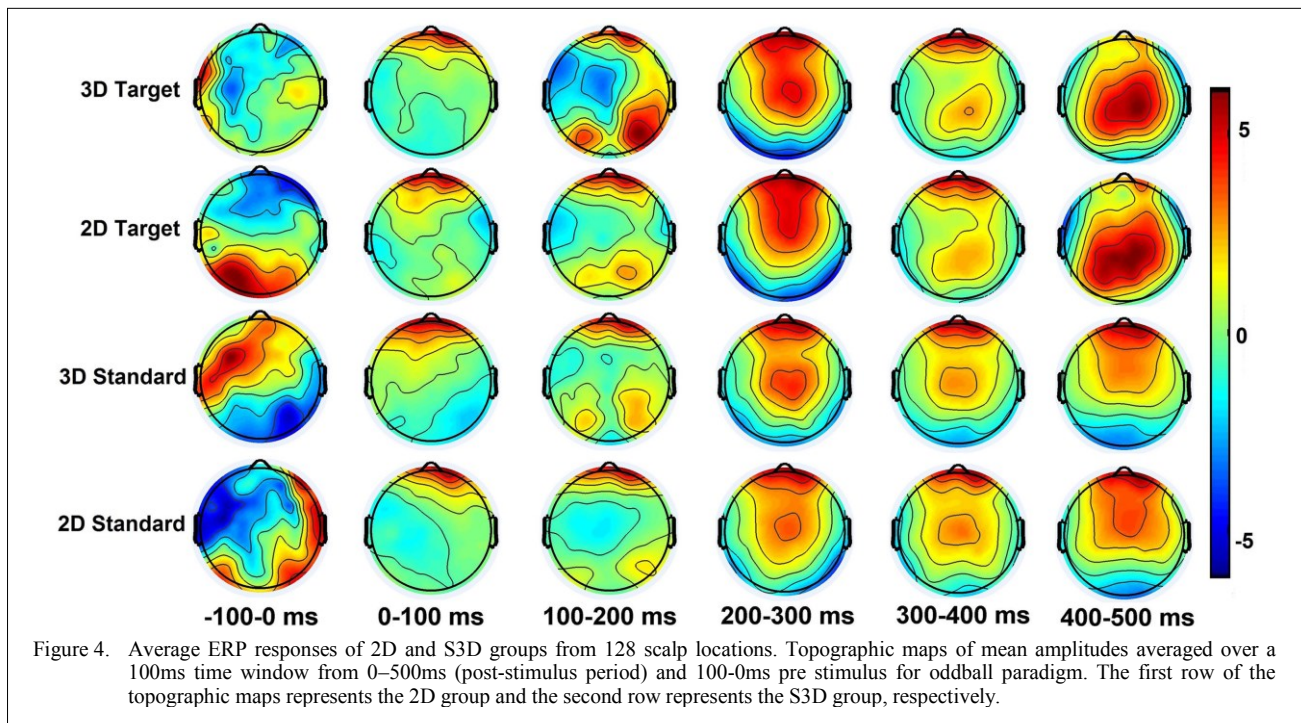 3D Target
5
2D Target
0
3D Standard
2D Standard
-5
-100-0 ms 0-100 ms 100-200 ms 200-300 ms 300-400 ms 400-500 ms
Figure 4. Average ERP responses of 2D and S3D groups from 128 scalp locations. Topographic maps of mean amplitudes averaged over a
100ms time window from 0–500ms (post-stimulus period) and 100-0ms pre stimulus for oddball paradigm. The first row of the
topographic maps represents the 2D group and the second row represents the S3D group, respectively.